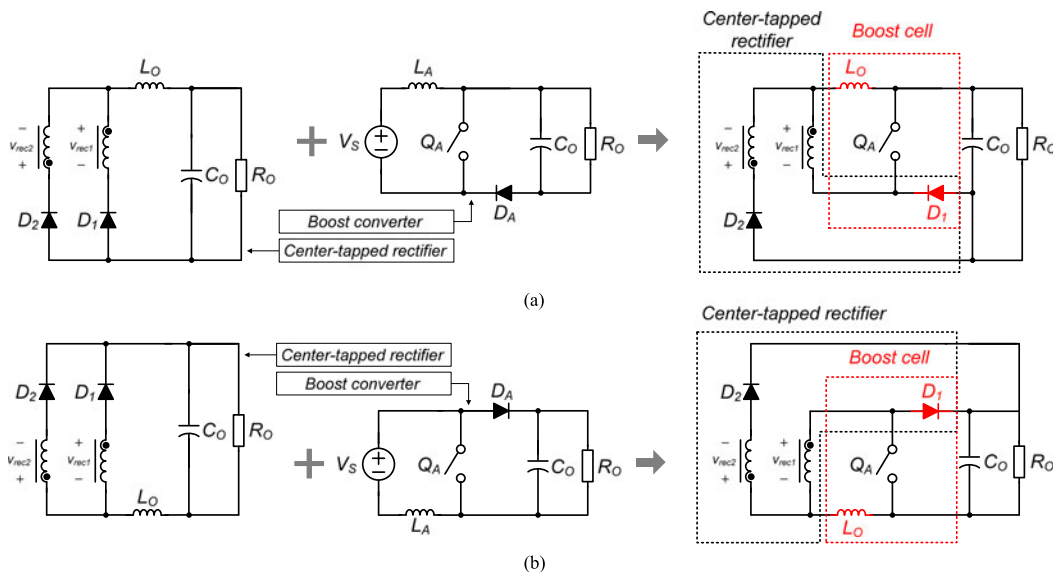 Center-tapped
rectifier
Boost cell
L_O
L_A
L_O
− v_rec2 +
+ v_rec1 −
C_O
R_O
V_S
Q_A
C_O
R_O
− v_rec2 +
+ v_rec1 −
Q_A
C_O
R_O
D_2
D_1
D_A
D_2
D_1
Boost converter
Center-tapped rectifier
(a)
Center-tapped rectifier
Center-tapped rectifier
Boost converter
Boost cell
D_2
D_1
D_A
D_2
D_1
− v_rec2 +
+ v_rec1 −
C_O
R_O
V_S
Q_A
C_O
R_O
− v_rec2 +
+ v_rec1 −
Q_A
C_O
R_O
L_O
L_A
L_O
(b)